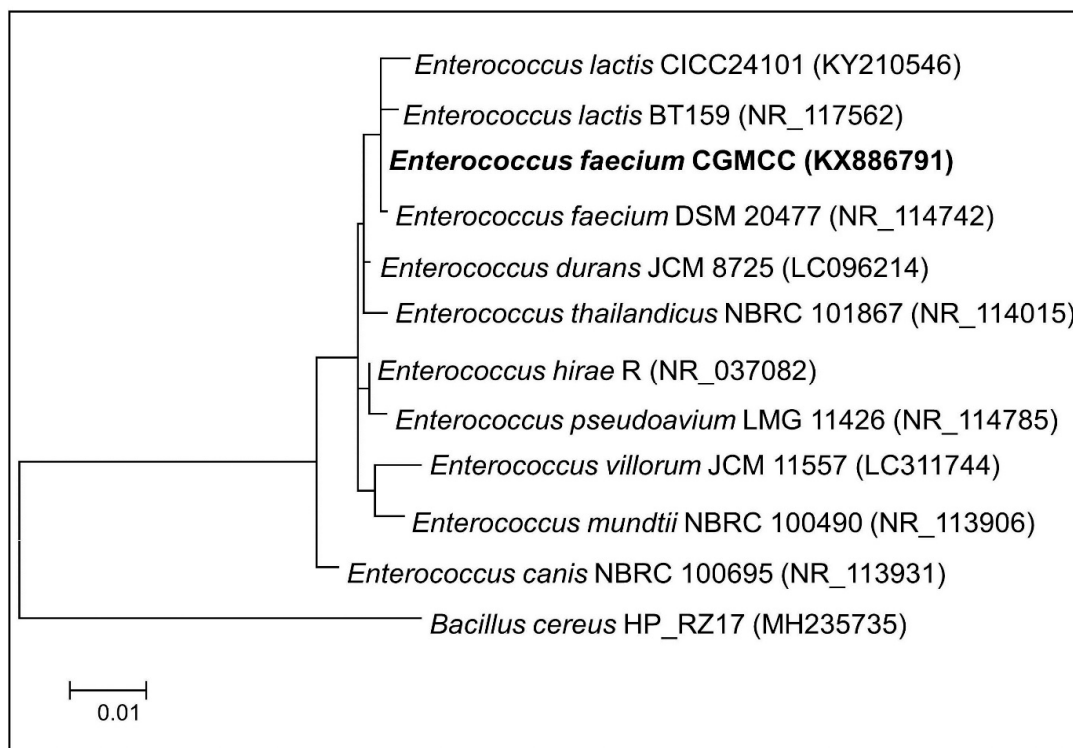 Enterococcus lactis CICC24101 (KY210546)
Enterococcus lactis BT159 (NR_117562)
Enterococcus faecium CGMCC (KX886791)
Enterococcus faecium DSM 20477 (NR_114742)
Enterococcus durans JCM 8725 (LC096214)
Enterococcus thailandicus NBRC 101867 (NR_114015)
Enterococcus hirae R (NR_037082)
Enterococcus pseudoavium LMG 11426 (NR_114785)
Enterococcus villorum JCM 11557 (LC311744)
Enterococcus mundtii NBRC 100490 (NR_113906)
Enterococcus canis NBRC 100695 (NR_113931)
Bacillus cereus HP_RZ17 (MH235735)
0.01